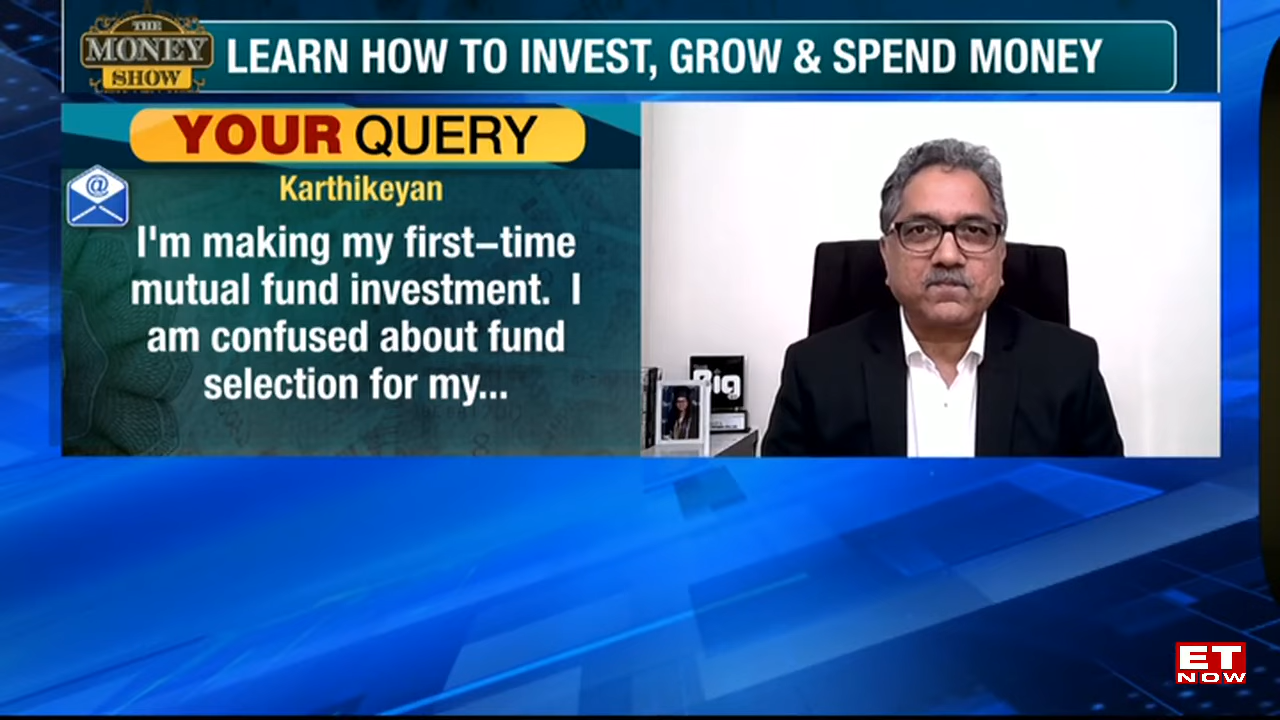 THE
MONEY
SHOW
LEARN HOW TO INVEST, GROW & SPEND MONEY
YOUR QUERY
@
Karthikeyan
I'm making my first–time
mutual fund investment. I
am confused about fund
selection for my...
Big
ET
NOW